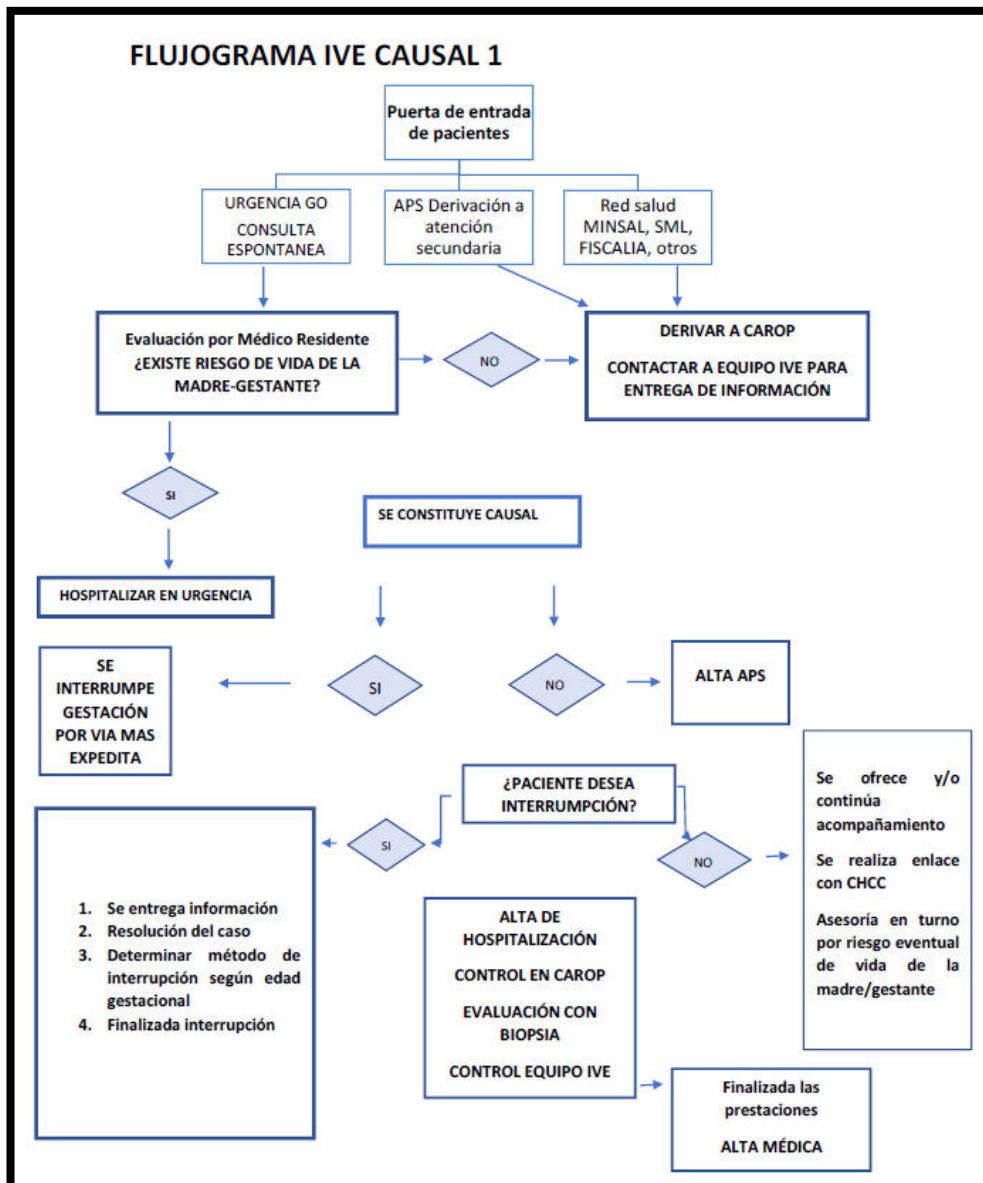 FLUJOGRAMA IVE CAUSAL 1
Puerta de entrada
de pacientes
URGENCIA GO
CONSULTA
ESPONTANEA
APS Derivación a
atención
secundaria
Red salud
MINSAL, SML,
FISCALIA, otros
Evaluación por Médico Residente
¿EXISTE RIESGO DE VIDA DE LA
MADRE-GESTANTE?
NO
DERIVAR A CAROP
CONTACTAR A EQUIPO IVE PARA
ENTREGA DE INFORMACIÓN
SI
SE CONSTITUYE CAUSAL
HOSPITALIZAR EN URGENCIA
SE
INTERRUMPE
GESTACIÓN
POR VIA MAS
EXPEDITA
SI
NO
ALTA APS
¿PACIENTE DESEA
INTERRUMPCIÓN?
SI
NO
Se ofrece y/o
continúa
acompañamiento
Se realiza enlace
con CHCC
Asesoría en turno
por riesgo eventual
de vida de la
madre/gestante
1. Se entrega información
2. Resolución del caso
3. Determinar método de
interrupción según edad
gestacional
4. Finalizada interrupción
ALTA DE
HOSPITALIZACIÓN
CONTROL EN CAROP
EVALUACIÓN CON
BIOPSIA
CONTROL EQUIPO IVE
Finalizada las
prestaciones
ALTA MÉDICA